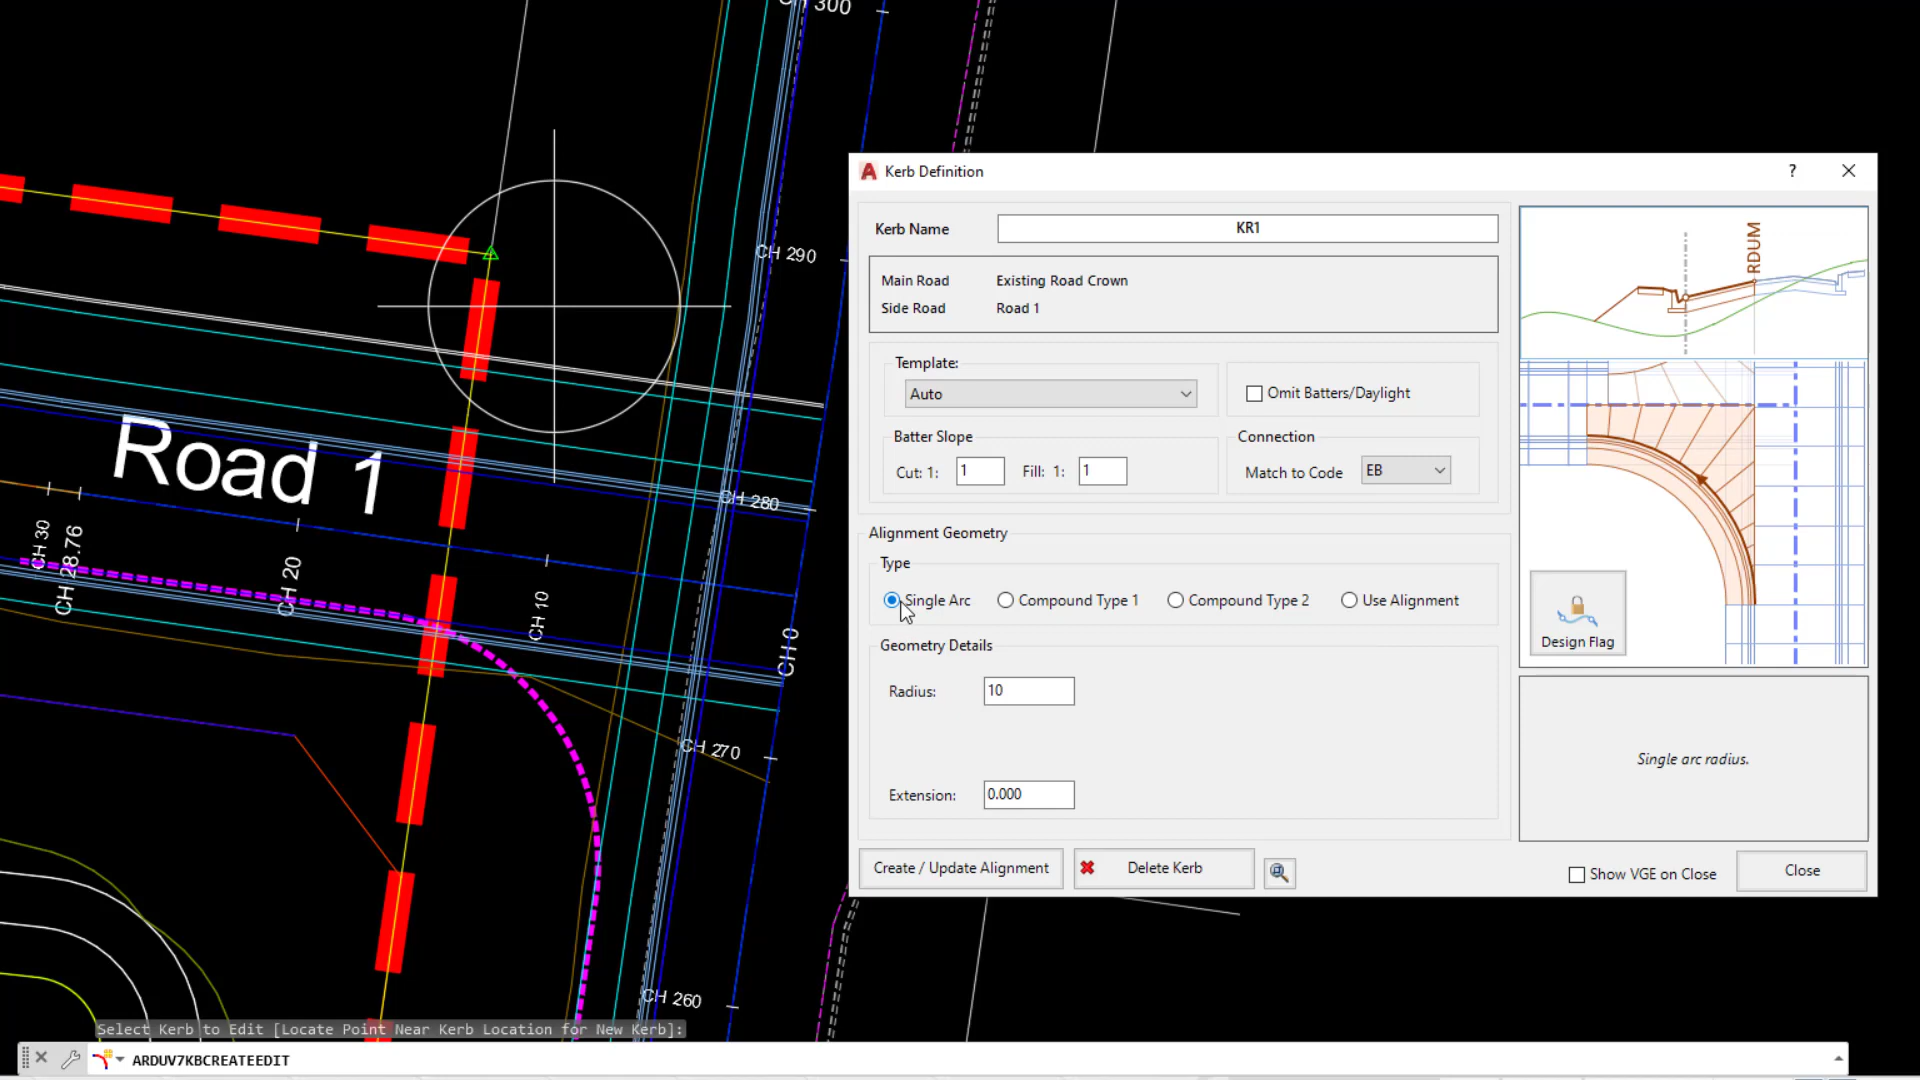 CH 300
CH 290
CH 280
CH 270
CH 260
Road 1
CH 30
CH 28.76
CH 20
CH 10
CH 0
Kerb Definition
?
Kerb Name
KR1
Main Road
Existing Road Crown
Side Road
Road 1
Template:
Auto
Omit Batters/Daylight
Batter Slope
Cut: 1:
1
Fill: 1:
1
Connection
Match to Code
EB
Alignment Geometry
Type
Single Arc
Compound Type 1
Compound Type 2
Use Alignment
Geometry Details
Radius:
10
Extension:
0.000
Create / Update Alignment
Delete Kerb
RDUM
Design Flag
Single arc radius.
Show VGE on Close
Close
Select Kerb to Edit [Locate Point Near Kerb Location for New Kerb]:
ARDUV7KBCREATEEDIT